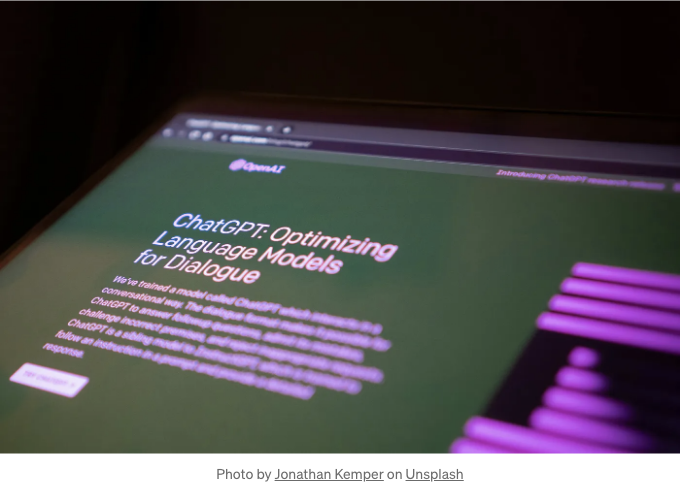 OpenAI
Introducing ChatGPT research release
ChatGPT: Optimizing
Language Models
for Dialogue
We've trained a model called ChatGPT which interacts in a
conversational way. The dialogue format makes it possible for
ChatGPT to answer followup questions, admit its mistakes,
challenge incorrect premises, and reject inappropriate requests.
ChatGPT is a sibling model to InstructGPT, which is trained to
follow an instruction in a prompt and provide a detailed
response.
Photo by Jonathan Kemper on Unsplash